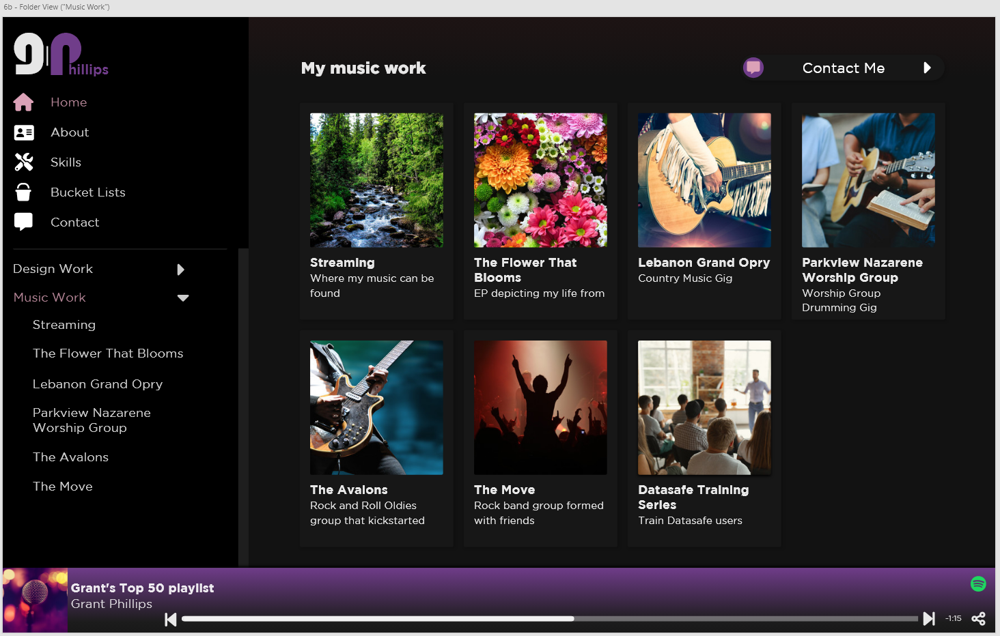 6b - Folder View ("Music Work")
gP
hillips
Home
About
Skills
Bucket Lists
Contact
Design Work
Music Work
Streaming
The Flower That Blooms
Lebanon Grand Opry
Parkview Nazarene
Worship Group
The Avalons
The Move
My music work
Contact Me
Streaming
Where my music can be
found
The Flower That
Blooms
EP depicting my life from
Lebanon Grand Opry
Country Music Gig
Parkview Nazarene
Worship Group
Worship Group
Drumming Gig
The Avalons
Rock and Roll Oldies
group that kickstarted
The Move
Rock band group formed
with friends
Datasafe Training
Series
Train Datasafe users
Grant's Top 50 playlist
Grant Phillips
-1:15